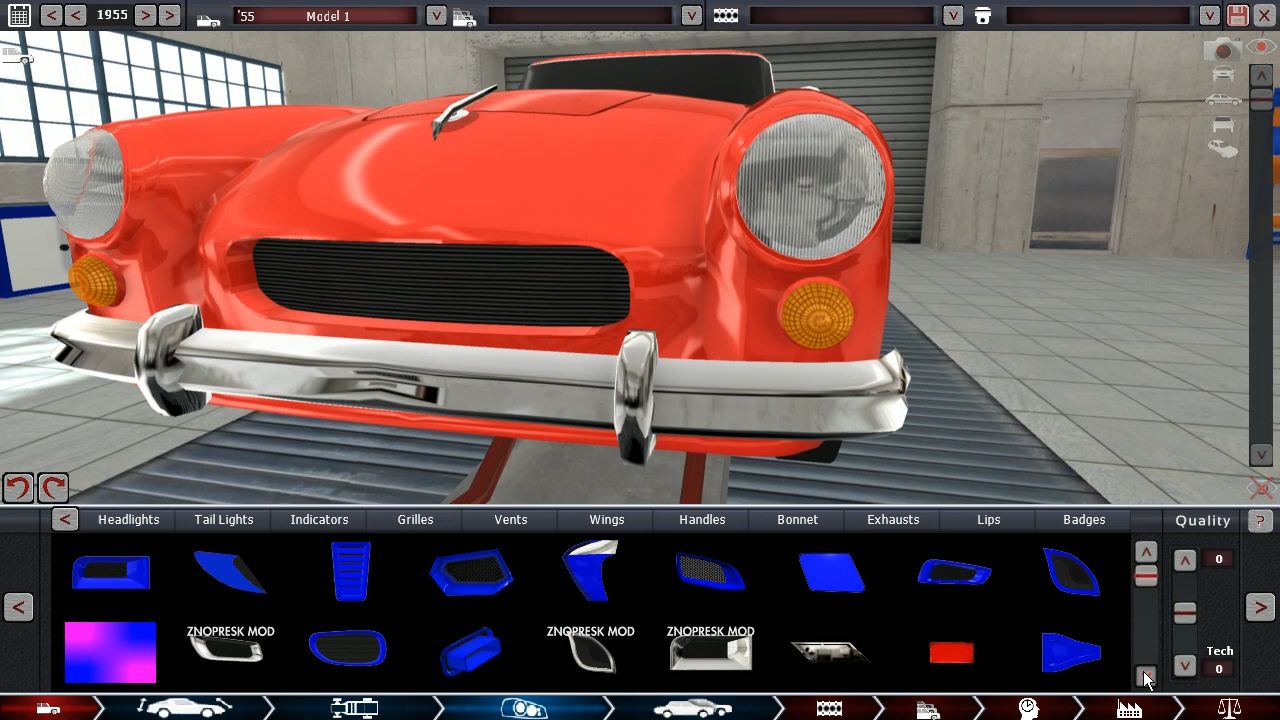 < < 1955 > > '55 Model 1 V V V V X
< Headlights Tail Lights Indicators Grilles Vents Wings Handles Bonnet Exhausts Lips Badges Quality ?
0
< >
ZNOPRESK MOD ZNOPRESK MOD ZNOPRESK MOD
Tech
0